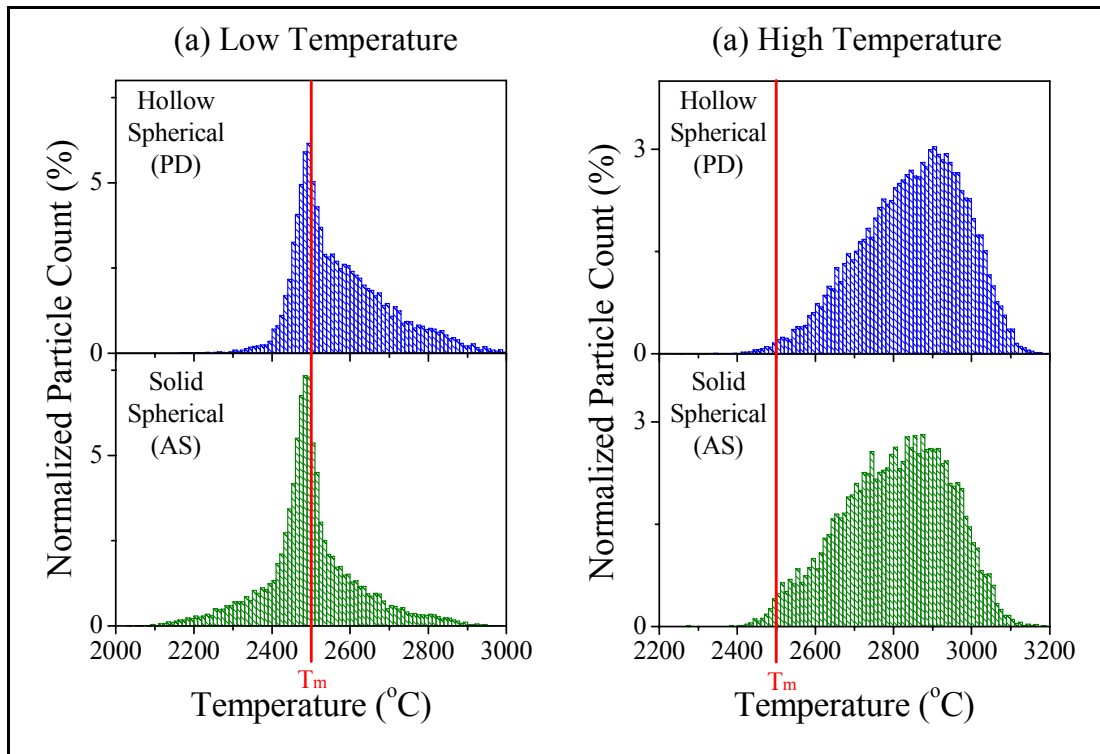 (a) Low Temperature
(a) High Temperature
Normalized Particle Count (%)
Hollow
Spherical
(PD)
5
0
Solid
Spherical
(AS)
5
0
2000 2200 2400 2600 2800 3000
Tm
Temperature (°C)
Normalized Particle Count (%)
Hollow
Spherical
(PD)
3
0
Solid
Spherical
(AS)
3
0
2200 2400 2600 2800 3000 3200
Tm
Temperature (°C)